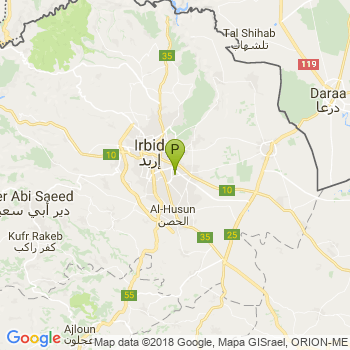 Tal Shihab
تلشهاب
35
119
Daraa
درعا
P
Irbid
إربد
10
10
er Abi Saeed
دير أبي سعيد
Al-Husun
الحصن
Kufr Rakeb
كفر راكب
35
25
55
Ajloun
عجلون
Google
Map data ©2018 Google, Mapa GISrael, ORION-ME